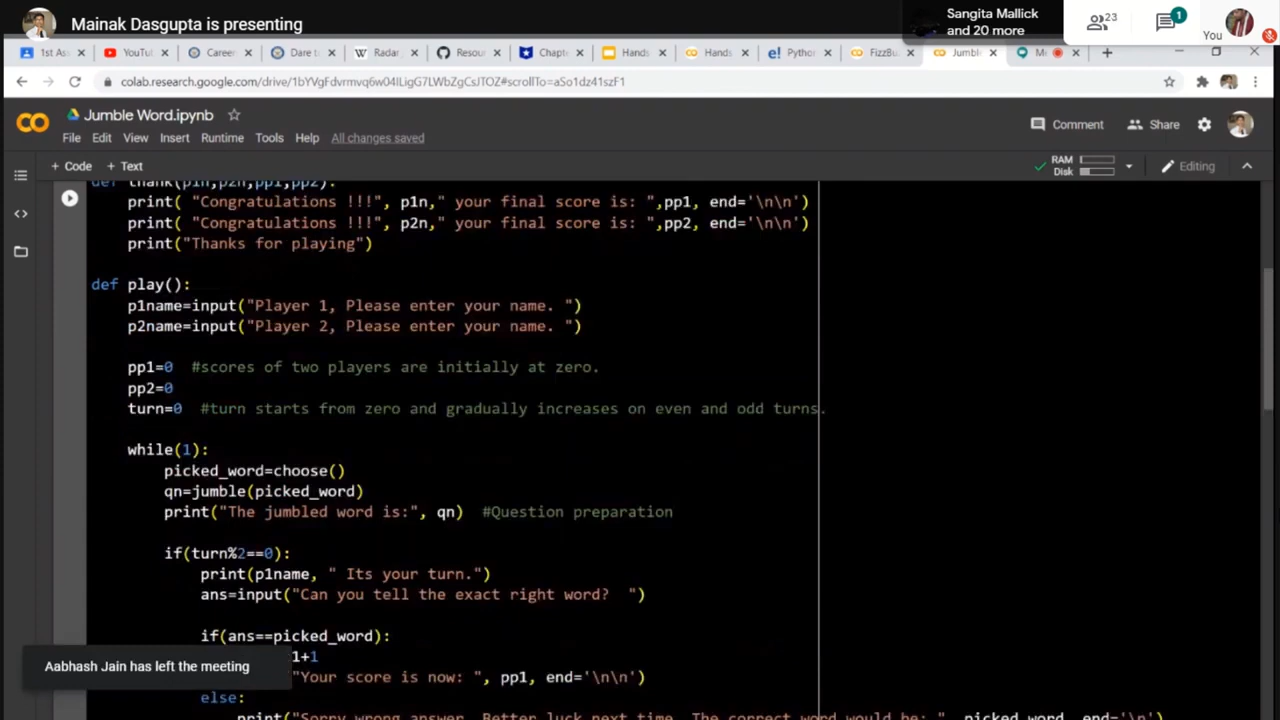 Mainak Dasgupta is presenting
Sangita Mallick
and 20 more
23
1
You
1st As
YouTu
Career
Dare t
Radar
Resou
Chapte
Hands
Hands
Python
FizzBu
Jumbl
Me
colab.research.google.com/drive/1bYVgFdvrmvq6w04ILigG7LWbZgCsJTOZ#scrollTo=aSo1dz41szF1
Jumble Word.ipynb
Comment
Share
File Edit View Insert Runtime Tools Help All changes saved
+ Code + Text
RAM
Disk
Editing
def thank(p1n,p2n,pp1,pp2):
print( "Congratulations !!!", p1n," your final score is: ",pp1, end='\n\n')
print( "Congratulations !!!", p2n," your final score is: ",pp2, end='\n\n')
print("Thanks for playing")
def play():
p1name=input("Player 1, Please enter your name. ")
p2name=input("Player 2, Please enter your name. ")
pp1=0 #scores of two players are initially at zero.
pp2=0
turn=0 #turn starts from zero and gradually increases on even and odd turns.
while(1):
picked_word=choose()
qn=jumble(picked_word)
print("The jumbled word is:", qn) #Question preparation
if(turn%2==0):
print(p1name, " Its your turn.")
ans=input("Can you tell the exact right word? ")
if(ans==picked_word):
1+1
"Your score is now: ", pp1, end='\n\n')
else:
print("Sorry wrong answer. Better luck next time. The correct word would be: ", picked_word, end='\n')
Aabhash Jain has left the meeting